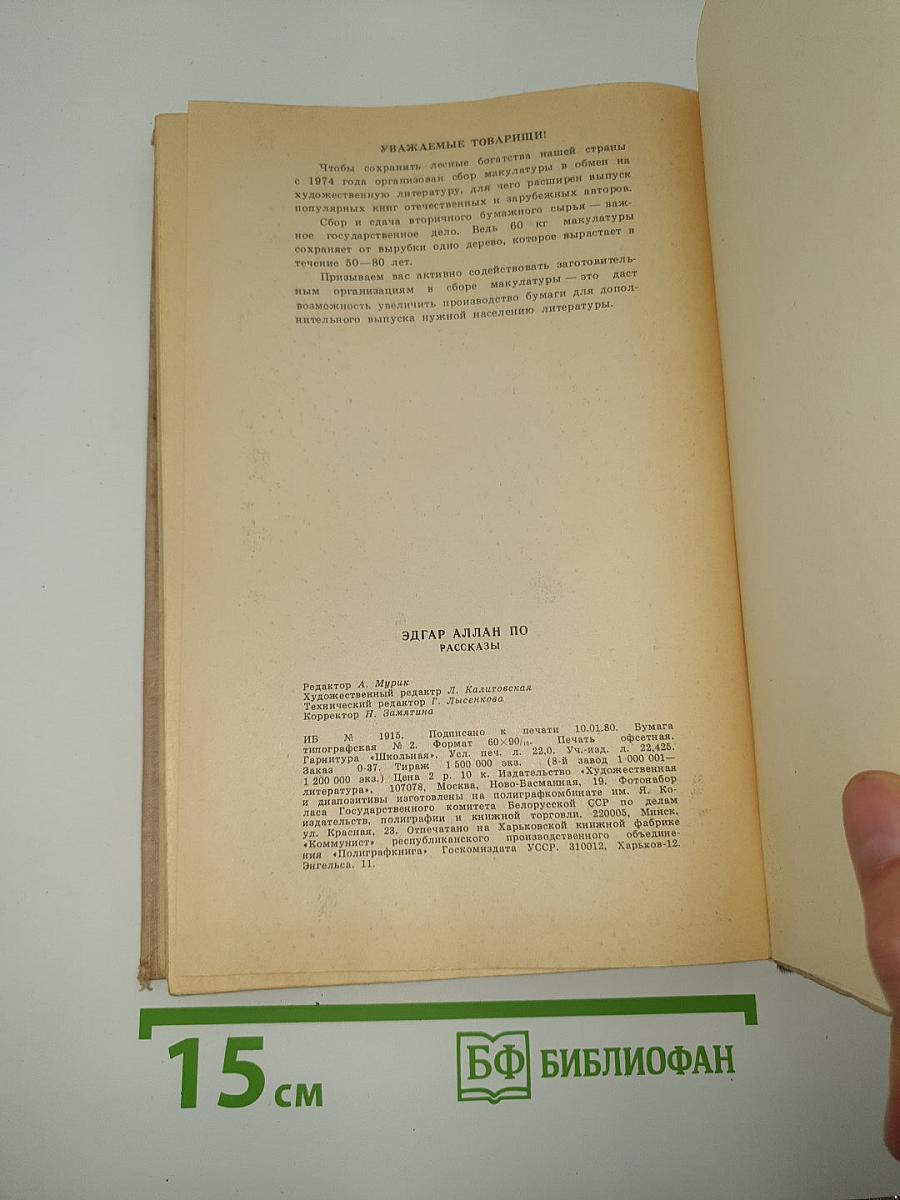 УВАЖАЕМЫЕ ТОВАРИЩИ!
Чтобы сохранить лесные богатства нашей страны
с 1974 года организован сбор макулатуры в обмен на
художественную литературу, для чего расширен выпуск
популярных книг отечественных и зарубежных авторов.
Сбор и сдача вторичного бумажного сырья — важ-
ное государственное дело. Ведь 60 кг макулатуры
сохраняет от вырубки одно дерево, которое вырастает в
течение 50—80 лет.
Призываем вас активно содействовать заготовитель-
ным организациям в сборе макулатуры — это даст
возможность увеличить производство бумаги для допол-
нительного выпуска нужной населению литературы.
ЭДГАР АЛЛАН ПО
РАССКАЗЫ
Редактор А. Мурик
Художественный редактр Л. Калитовская
Технический редактор Г. Лысенкова
Корректор Н. Замятина
ИБ № 1915. Подписано к печати 10.01.80. Бумага
типографская № 2. Формат 60×90/16. Печать офсетная.
Гарнитура «Школьная». Усл. печ. л. 22,0. Уч.-изд. л. 22,425.
Заказ 0-37. Тираж 1 500 000 экз. (8-й завод 1 000 001—
1 200 000 экз.) Цена 2 р. 10 к. Издательство «Художественная
литература», 107078, Москва, Ново-Басманная, 19. Фотонабор
и диапозитивы изготовлены на полиграфкомбинате им. Я. Ко-
ласа Государственного комитета Белорусской ССР по делам
издательств, полиграфии и книжной торговли. 220005, Минск,
ул. Красная, 23. Отпечатано на Харьковской книжной фабрике
«Коммунист» республиканского производственного объедине-
ния «Полиграфкнига» Госкомиздата УССР. 310012, Харьков-12.
Энгельса, 11.
15 см
БФ БИБЛИОФАН